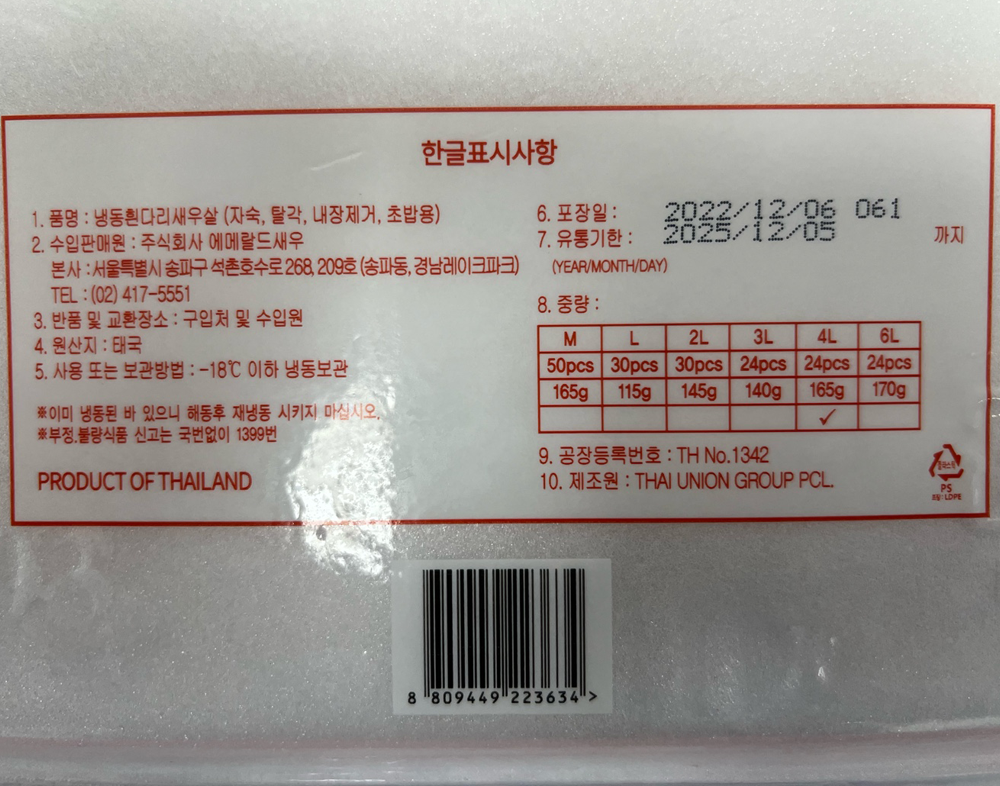 한글표시사항
1. 품명 : 냉동흰다리새우살 (자숙, 탈각, 내장제거, 초밥용)
2. 수입판매원 : 주식회사 에메랄드새우
본사 : 서울특별시 송파구 석촌호수로 268, 209호 (송파동, 경남레이크파크)
TEL : (02) 417-5551
3. 반품 및 교환장소 : 구입처 및 수입원
4. 원산지 : 태국
5. 사용 또는 보관방법 : -18℃ 이하 냉동보관
※이미 냉동된 바 있으니 해동후 재냉동 시키지 마십시오.
※부정.불량식품 신고는 국번없이 1399번
PRODUCT OF THAILAND
6. 포장일 : 2022/12/06 061
7. 유통기한 : 2025/12/05 까지
(YEAR/MONTH/DAY)
8. 중량 :
M L 2L 3L 4L 6L
50pcs 30pcs 30pcs 24pcs 24pcs 24pcs
165g 115g 145g 140g 165g 170g
✓
9. 공장등록번호 : TH No.1342
10. 제조원 : THAI UNION GROUP PCL.
PS
뚜껑: LDPE
8 809449 223634 >